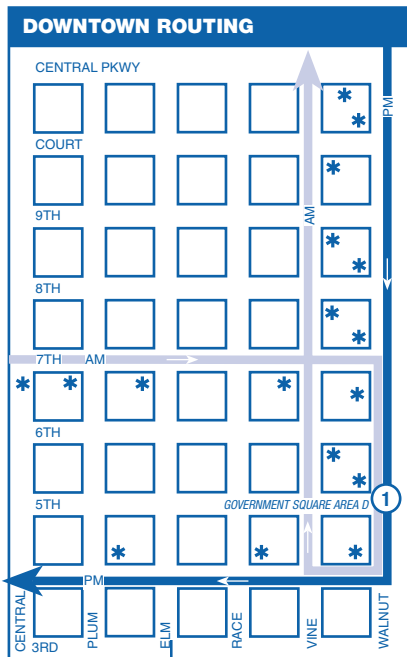 DOWNTOWN ROUTING
CENTRAL PKWY
PM
COURT
9TH
AM
8TH
7TH AM
6TH
5TH
GOVERNMENT SQUARE AREA D
1
PM
CENTRAL
3RD
PLUM
ELM
RACE
VINE
WALNUT